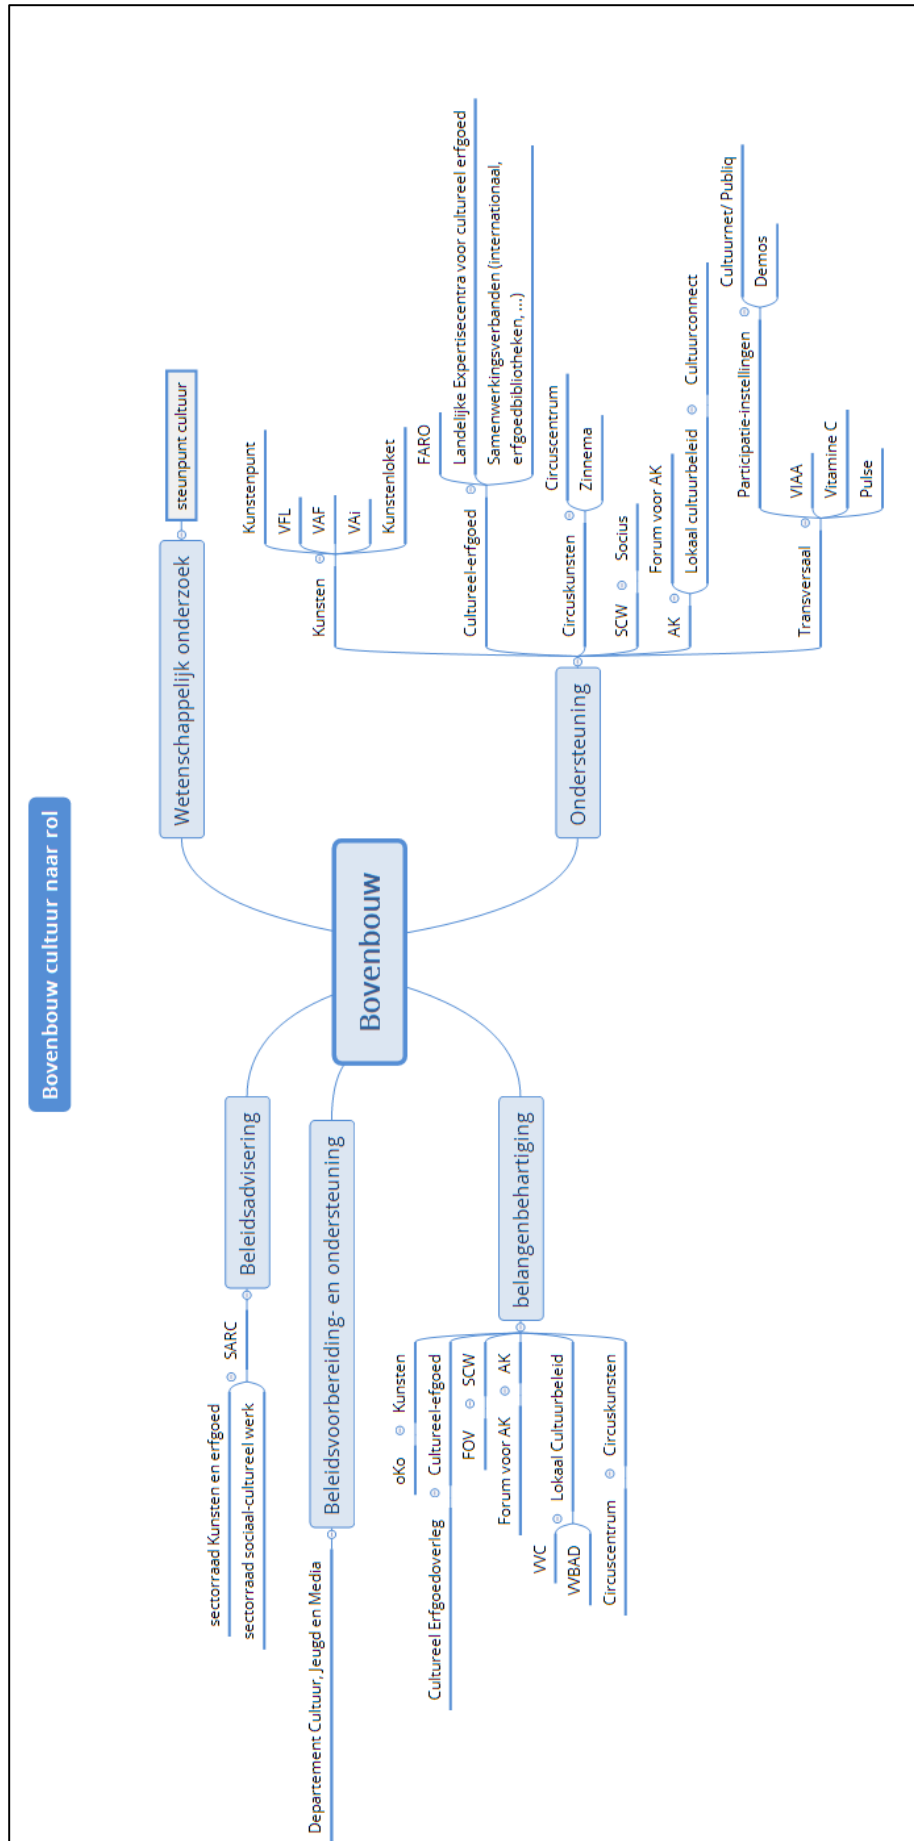 Bovenbouw cultuur naar rol
Bovenbouw
Wetenschappelijk onderzoek
steunpunt cultuur
Ondersteuning
Kunsten
Kunstenpunt
VFL
VAF
VAi
Kunstenloket
Cultureel-erfgoed
FARO
Landelijke Expertisecentra voor cultureel erfgoed
Samenwerkingsverbanden (internationaal,
erfgoedbibliotheken, ...)
Circuskunsten
Circuscentrum
Zinnema
SCW
Socius
AK
Forum voor AK
Lokaal cultuurbeleid
Cultuurconnect
Transversaal
Participatie-instellingen
Cultuurnet/ Publiq
Demos
VIAA
Vitamine C
Pulse
Beleidsadvisering
SARC
sectorraad Kunsten en erfgoed
sectorraad sociaal-cultureel werk
Beleidsvoorbereiding- en ondersteuning
Departement Cultuur, Jeugd en Media
belangenbehartiging
Kunsten
oKo
Cultureel-efgoed
Cultureel Erfgoedoverleg
SCW
FOV
AK
Forum voor AK
Lokaal Cultuurbeleid
VVC
VVBAD
Circuskunsten
Circuscentrum